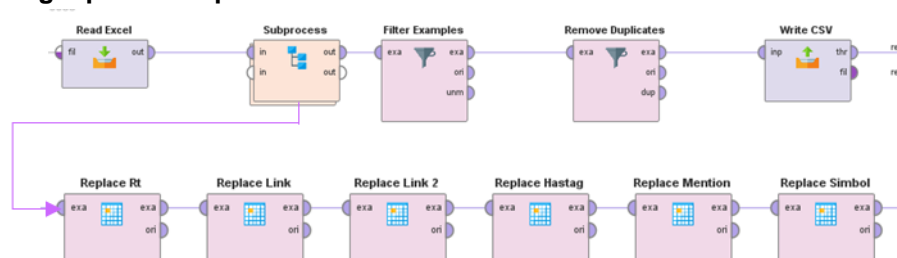 Read Excel Subprocess Filter Examples Remove Duplicates Write CSV
fil out in out exa exa exa exa inp thr
in out ori ori fil
unm dup
Replace Rt Replace Link Replace Link 2 Replace Hastag Replace Mention Replace Simbol
exa exa exa exa exa exa exa exa exa exa exa exa
ori ori ori ori ori ori